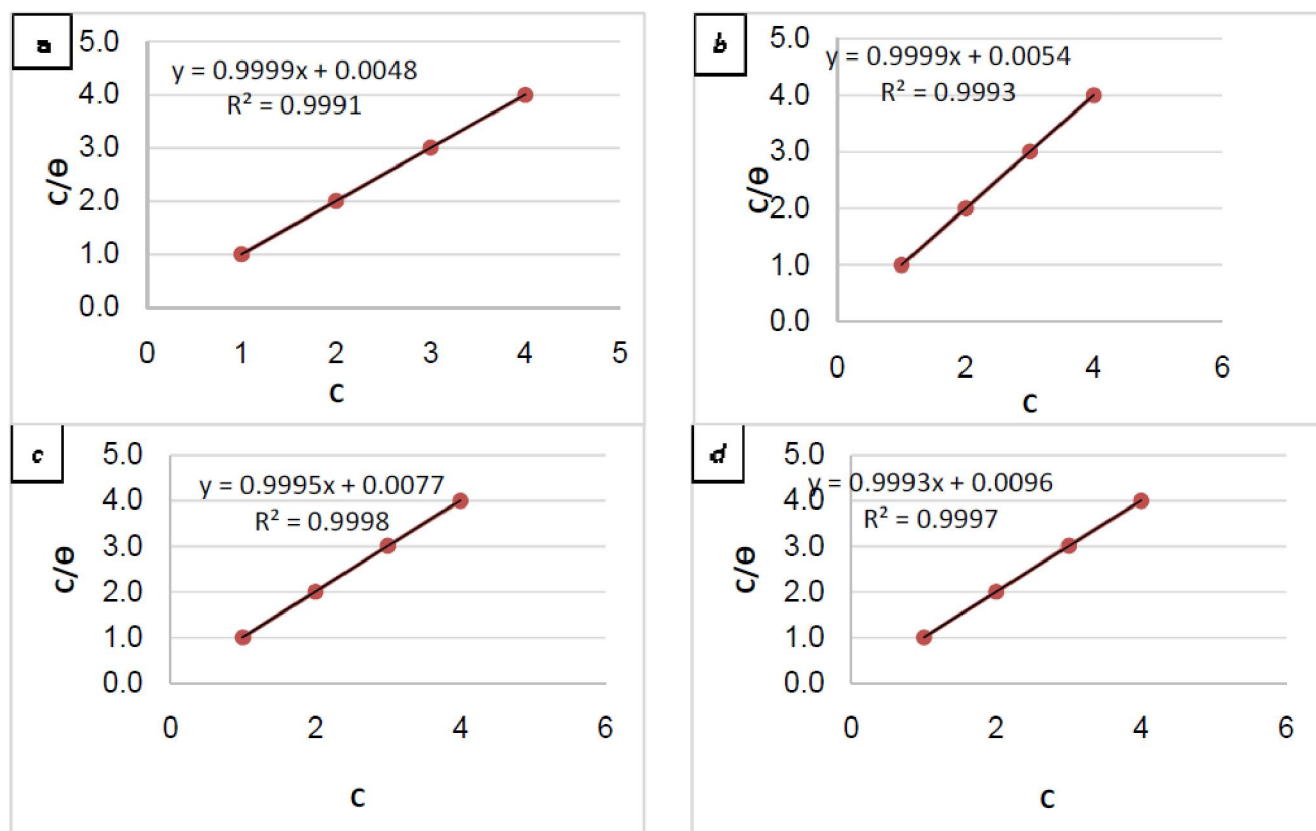 a
y = 0.9999x + 0.0048
R² = 0.9991
5.0
4.0
3.0
2.0
1.0
0.0
C/Ө
0 1 2 3 4 5
C
b
y = 0.9999x + 0.0054
R² = 0.9993
5.0
4.0
3.0
2.0
1.0
0.0
C/Ө
0 2 4 6
C
c
y = 0.9995x + 0.0077
R² = 0.9998
5.0
4.0
3.0
2.0
1.0
0.0
C/Ө
0 2 4 6
C
d
y = 0.9993x + 0.0096
R² = 0.9997
5.0
4.0
3.0
2.0
1.0
0.0
C/Ө
0 2 4 6
C